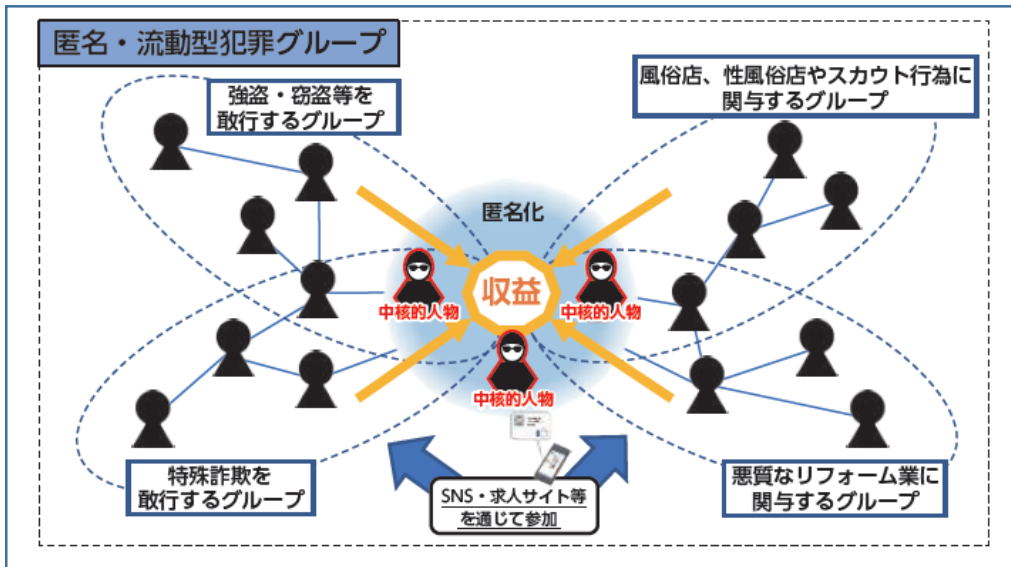 匿名・流動型犯罪グループ
強盗・窃盗等を
敢行するグループ
風俗店、性風俗店やスカウト行為に
関与するグループ
匿名化
収益
中核的人物
中核的人物
中核的人物
特殊詐欺を
敢行するグループ
SNS・求人サイト等
を通じて参加
悪質なリフォーム業に
関与するグループ